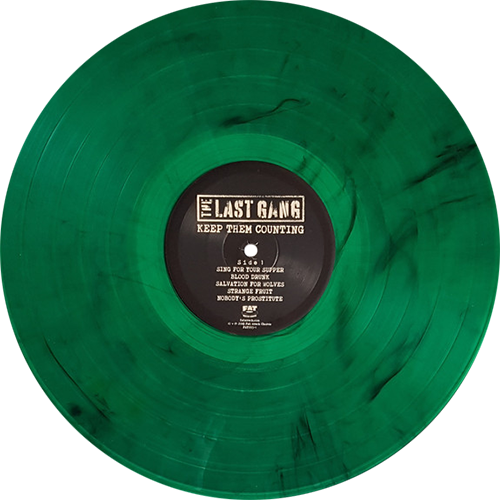 THE LAST GANG
KEEP THEM COUNTING
Side 1
SING FOR YOUR SUPPER
BLOOD DRUNK
SALVATION FOR WOLVES
STRANGE FRUIT
NOBODY'S PROSTITUTE
FAT